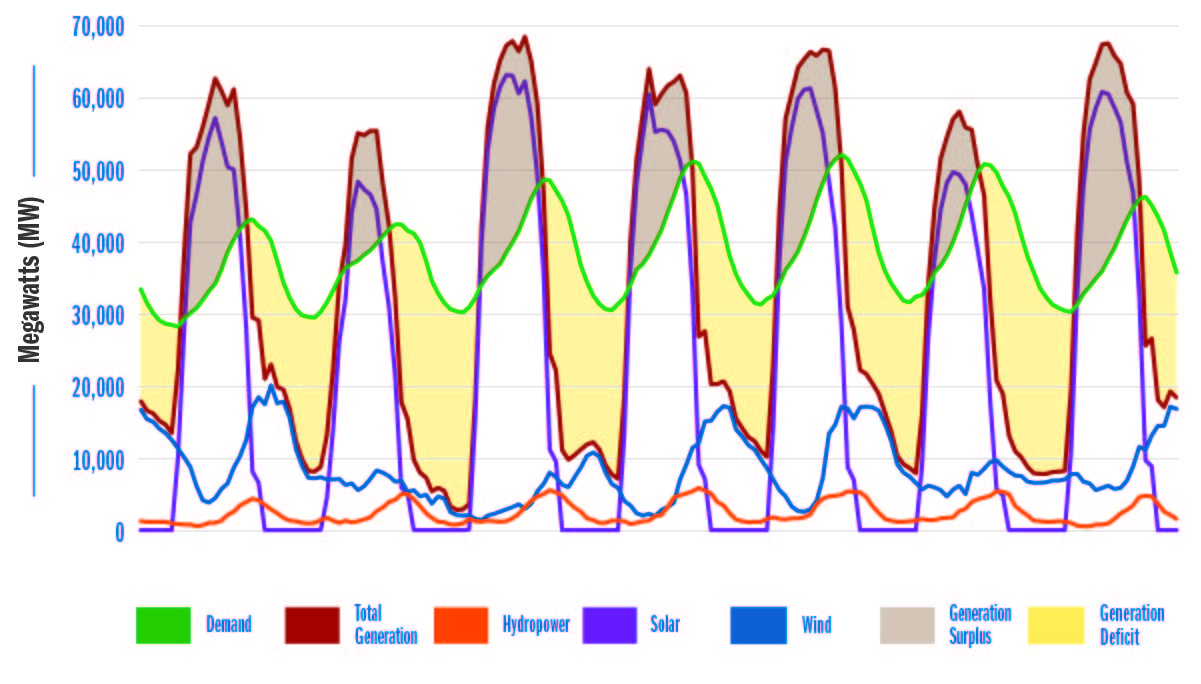 70,000
60,000
50,000
40,000
30,000
20,000
10,000
0
Megawatts (MW)
Demand
Total
Generation
Hydropower
Solar
Wind
Generation
Surplus
Generation
Deficit